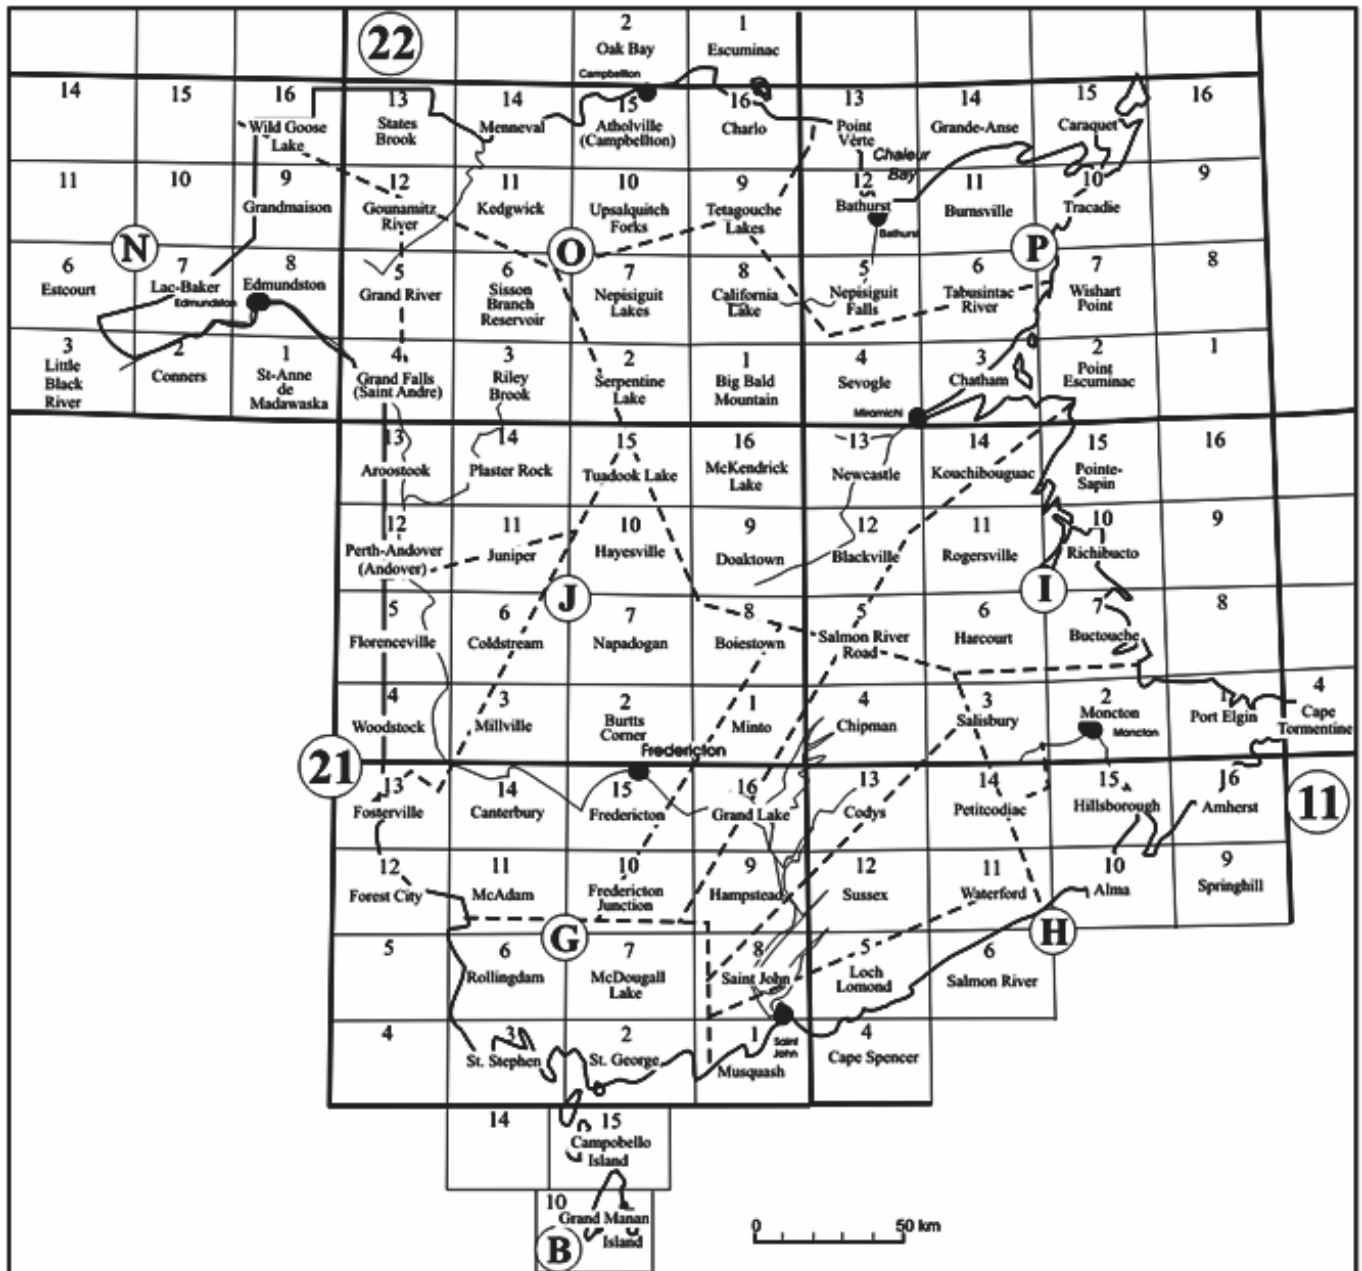 22
2
Oak Bay
1
Escuminac
Campbellton
14
15
16
Wild Goose
Lake
13
States
Brook
14
Menneval
15
Atholville
(Campbellton)
16
Charlo
13
Point
Verte
14
Grande-Anse
15
Caraquet
16
Chaleur
Bay
11
10
9
Grandmaison
12
Gounamitz
River
11
Kedgwick
10
Upsalquitch
Forks
9
Tetagouche
Lakes
12
Bathurst
Bathurst
11
Burnsville
10
Tracadie
9
N
O
P
6
Estcourt
7
Lac-Baker
Edmundston
8
Edmundston
5
Grand River
6
Sisson
Branch
Reservoir
7
Nepisiguit
Lakes
8
California
Lake
5
Nepisiguit
Falls
6
Tabusintac
River
7
Wishart
Point
8
3
Little
Black
River
2
Conners
1
St-Anne
de
Madawaska
4
Grand Falls
(Saint Andre)
3
Riley
Brook
2
Serpentine
Lake
1
Big Bald
Mountain
4
Sevogle
3
Chatham
2
Point
Escuminac
1
Miramichi
13
Aroostook
14
Plaster Rock
15
Tuadook Lake
16
McKendrick
Lake
13
Newcastle
14
Kouchibouguac
15
Pointe-
Sapin
16
12
Perth-Andover
(Andover)
11
Juniper
10
Hayesville
9
Doaktown
12
Blackville
11
Rogersville
10
Richibucto
9
J
I
5
Florenceville
6
Coldstream
7
Napadogan
8
Boiestown
5
Salmon River
Road
6
Harcourt
7
Buctouche
8
4
Woodstock
3
Millville
2
Burtts
Corner
1
Minto
4
Chipman
3
Salisbury
2
Moncton
Moncton
1
Port Elgin
4
Cape
Tormentine
Fredericton
21
13
Fosterville
14
Canterbury
15
Fredericton
16
Grand Lake
13
Codys
14
Petitcodiac
15
Hillsborough
16
Amherst
11
12
Forest City
11
McAdam
10
Fredericton
Junction
9
Hampstead
12
Sussex
11
Waterford
10
Alma
9
Springhill
G
H
5
6
Rollingdam
7
McDougall
Lake
8
Saint John
5
Loch
Lomond
6
Salmon River
4
3
St. Stephen
2
St. George
1
Musquash
Saint
John
4
Cape Spencer
14
15
Campobello
Island
10
Grand Manan
Island
B
0 50 km